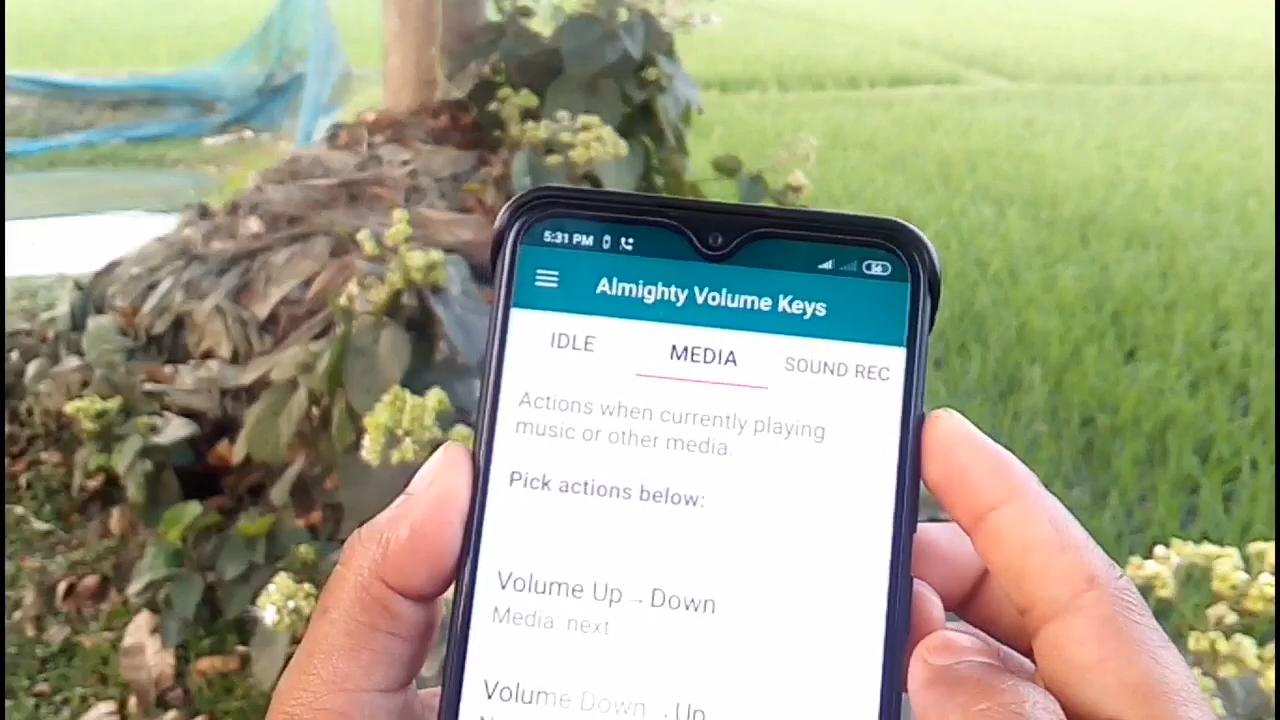 5:31 PM
56
Almighty Volume Keys
IDLE
MEDIA
SOUND REC
Actions when currently playing
music or other media.
Pick actions below:
Volume Up → Down
Media: next
Volume Down → Up